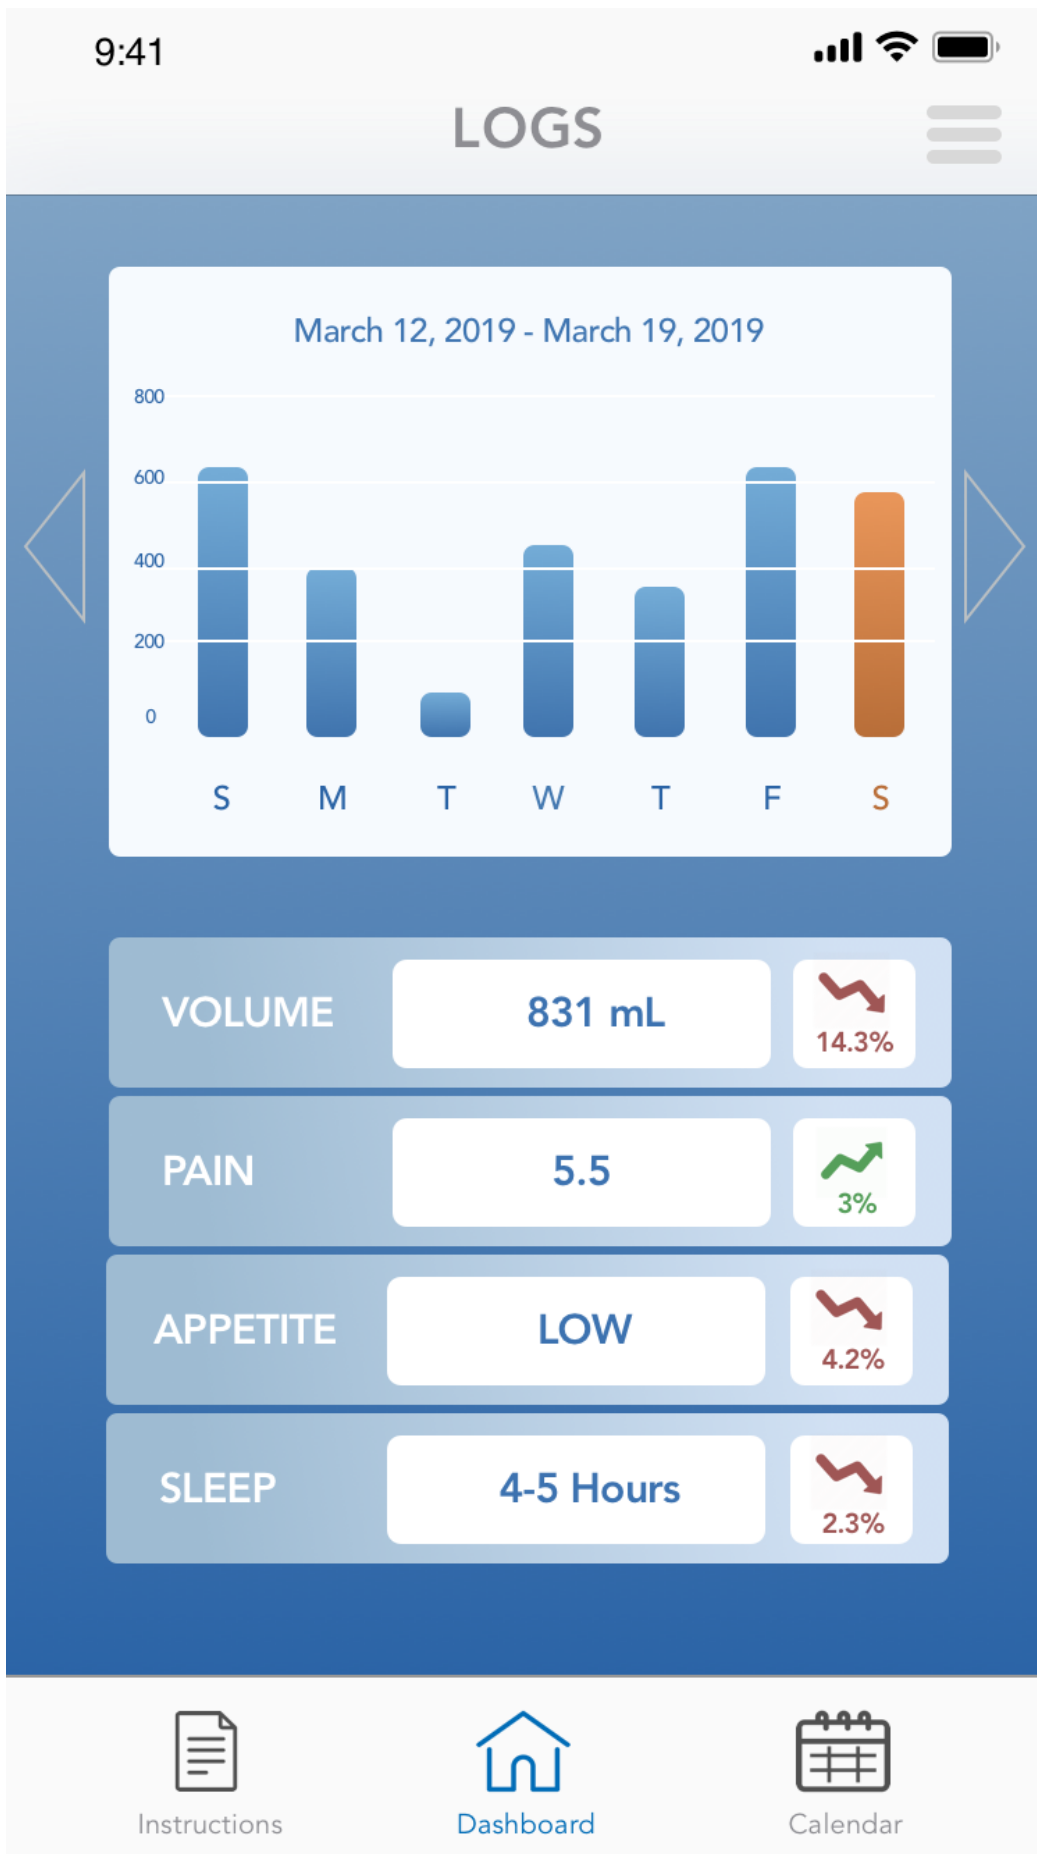 9:41
LOGS
March 12, 2019 - March 19, 2019
800
600
400
200
0
S M T W T F S
VOLUME 831 mL 14.3%
PAIN 5.5 3%
APPETITE LOW 4.2%
SLEEP 4-5 Hours 2.3%
Instructions Dashboard Calendar